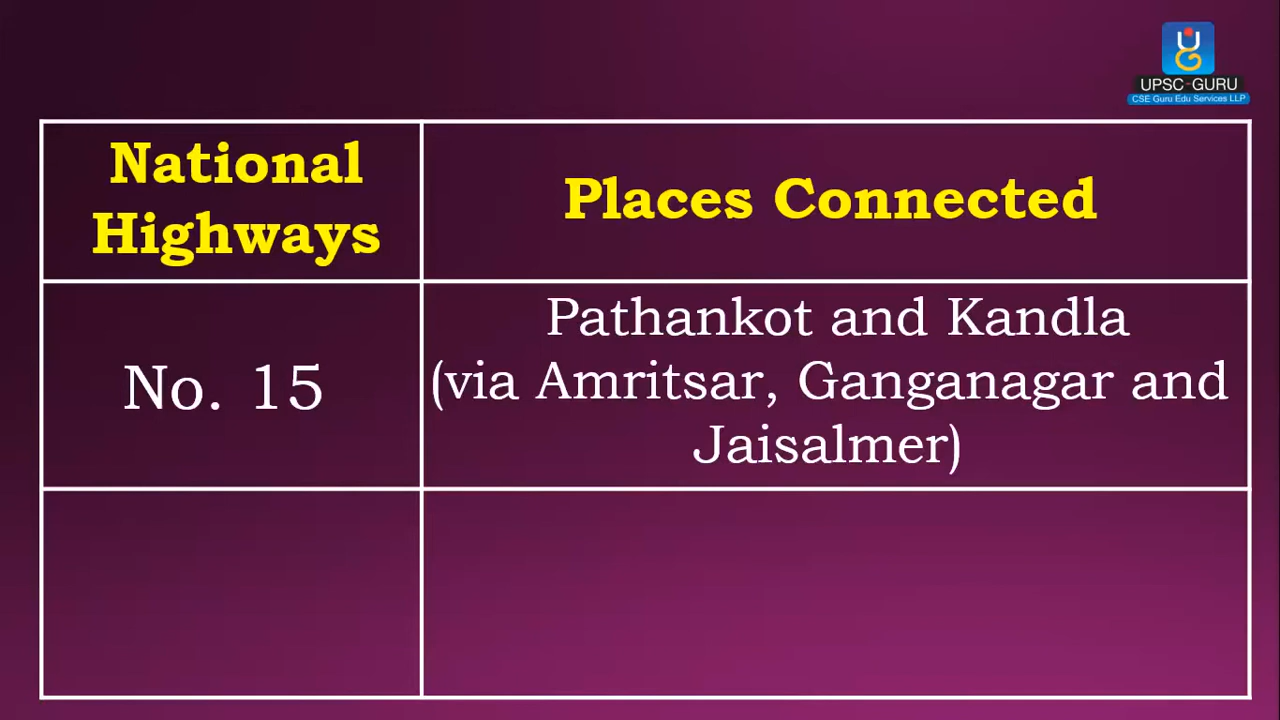 UPSC-GURU
CSE Guru Edu Services LLP
National
Highways
Places Connected
No. 15
Pathankot and Kandla
(via Amritsar, Ganganagar and
Jaisalmer)